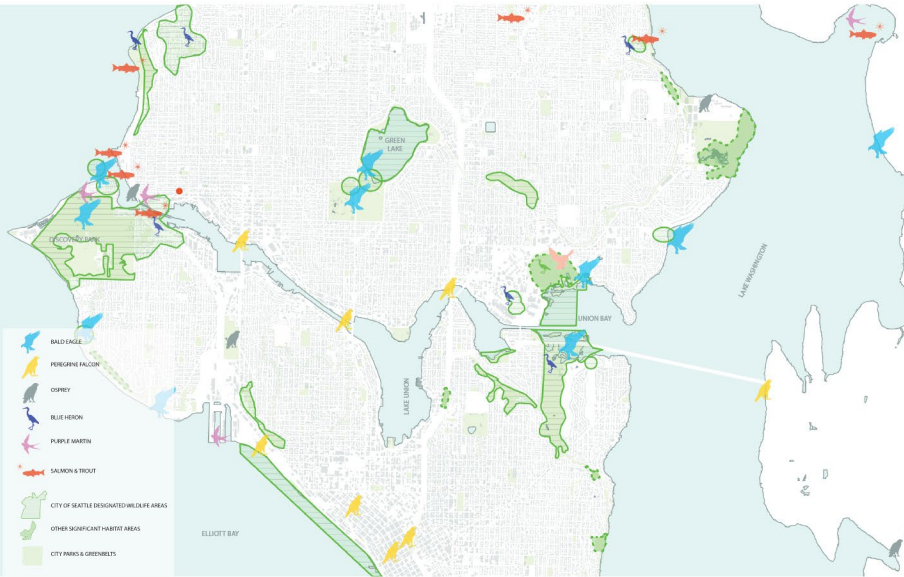 GREEN
LAKE
DISCOVERY PARK
LAKE WASHINGTON
UNION BAY
LAKE UNION
ELLIOTT BAY
BALD EAGLE
PEREGRINE FALCON
OSPREY
BLUE HERON
PURPLE MARTIN
SALMON & TROUT
CITY OF SEATTLE DESIGNATED WILDLIFE AREAS
OTHER SIGNIFICANT HABITAT AREAS
CITY PARKS & GREENBELTS